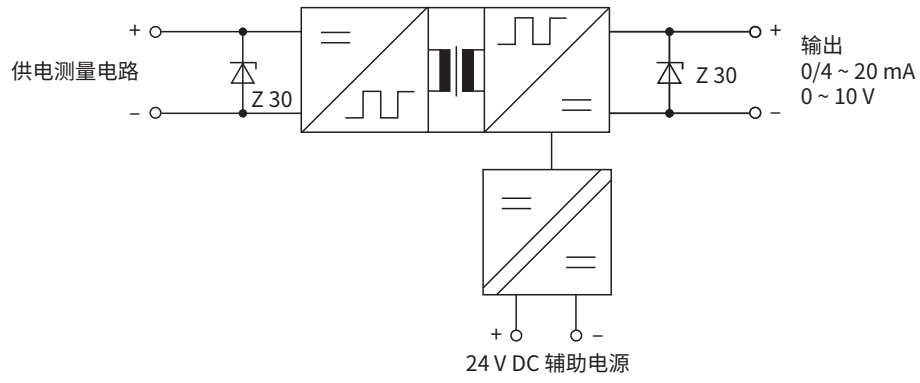 +
+
输出
供电测量电路
Z 30
Z 30
0/4 ~ 20 mA
0 ~ 10 V
–
–
+ –
24 V DC 辅助电源